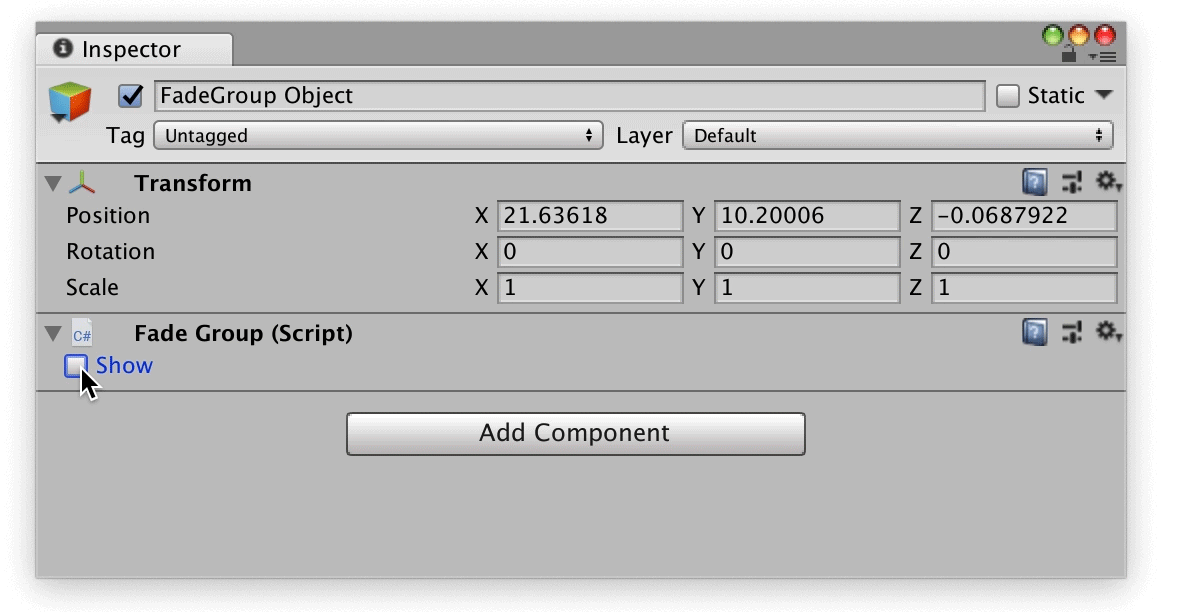 Inspector
FadeGroup Object Static
Tag Untagged Layer Default
Transform
Position X 21.63618 Y 10.20006 Z -0.0687922
Rotation X 0 Y 0 Z 0
Scale X 1 Y 1 Z 1
C# Fade Group (Script)
Show
Add Component